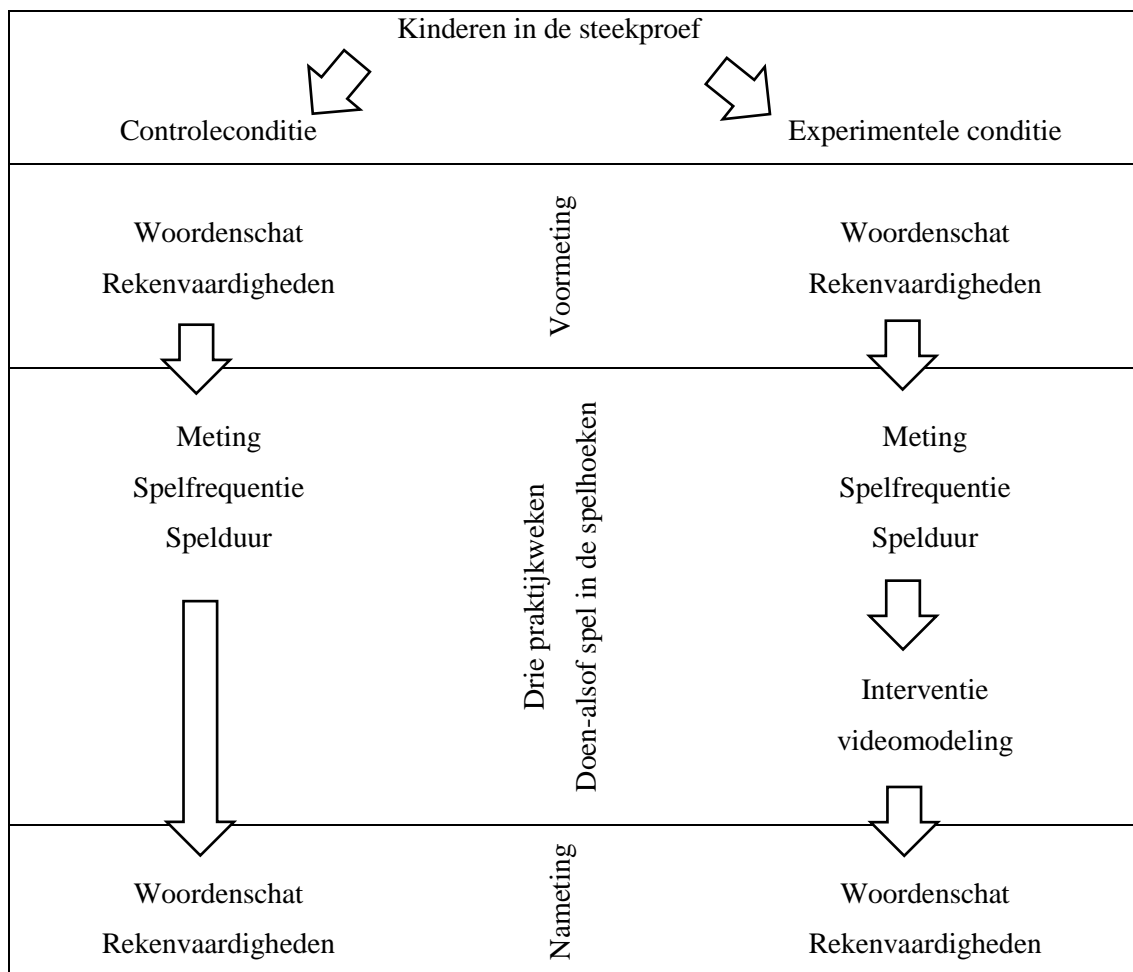 Kinderen in de steekproef
Controleconditie
Experimentele conditie
Woordenschat
Rekenvaardigheden
Voormeting
Woordenschat
Rekenvaardigheden
Meting
Spelfrequentie
Spelduur
Drie praktijkweken
Doen-alsof spel in de spelhoeken
Meting
Spelfrequentie
Spelduur
Interventie
videomodeling
Woordenschat
Rekenvaardigheden
Nameting
Woordenschat
Rekenvaardigheden